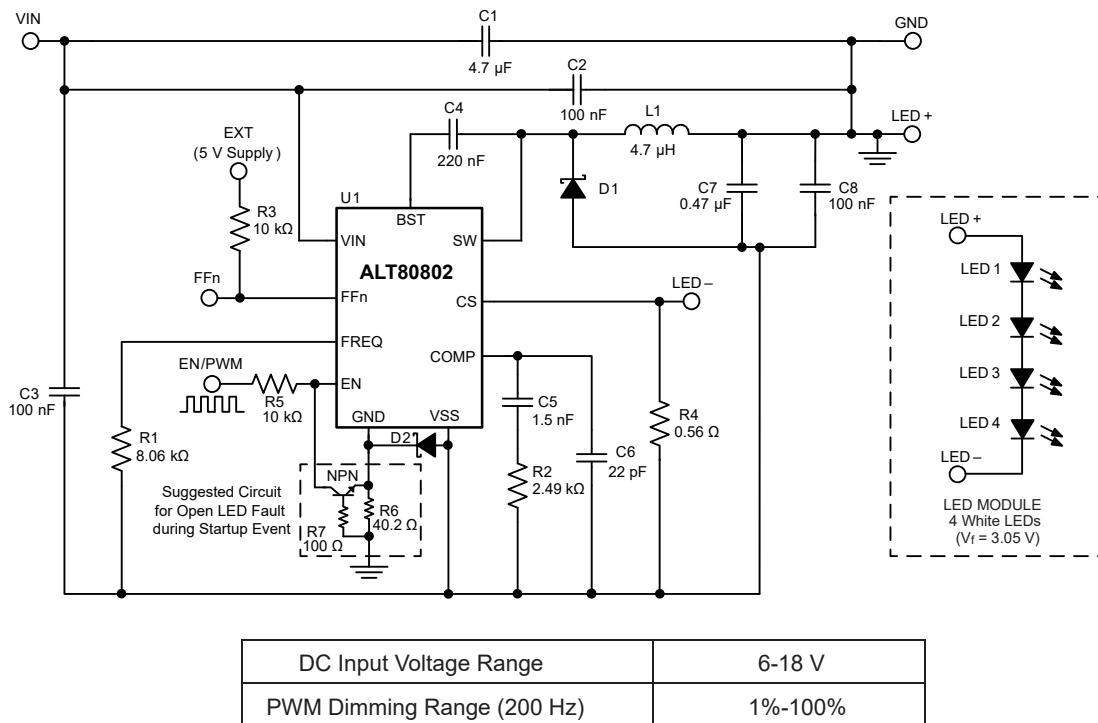 VIN
C1
4.7 µF
GND
C2
100 nF
C4
220 nF
L1
4.7 µH
LED +
EXT
(5 V Supply )
R3
10 kΩ
U1
BST
VIN
SW
ALT80802
D1
C7
0.47 µF
C8
100 nF
FFn
FFn
CS
LED –
FREQ
COMP
EN/PWM
R5
10 kΩ
EN
GND
VSS
C3
100 nF
R1
8.06 kΩ
D2
C5
1.5 nF
R4
0.56 Ω
C6
22 pF
R2
2.49 kΩ
Suggested Circuit
for Open LED Fault
during Startup Event
NPN
R6
40.2 Ω
R7
100 Ω
LED +
LED 1
LED 2
LED 3
LED 4
LED –
LED MODULE
4 White LEDs
(Vf = 3.05 V)
DC Input Voltage Range 6-18 V
PWM Dimming Range (200 Hz) 1%-100%